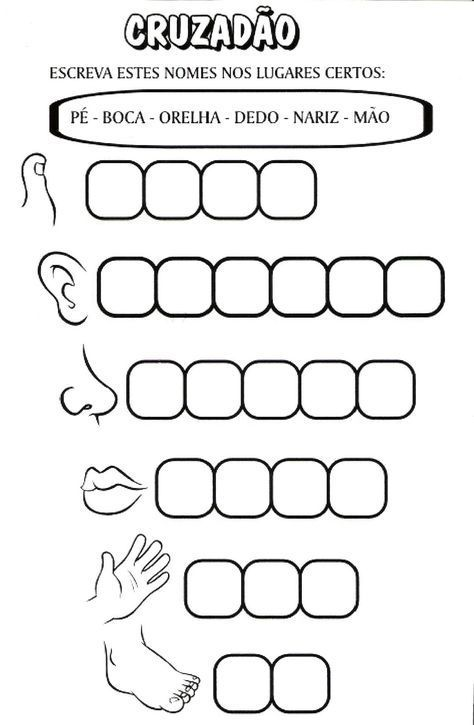 CRUZADÃO
ESCREVA ESTES NOMES NOS LUGARES CERTOS:
PÉ - BOCA - ORELHA - DEDO - NARIZ - MÃO